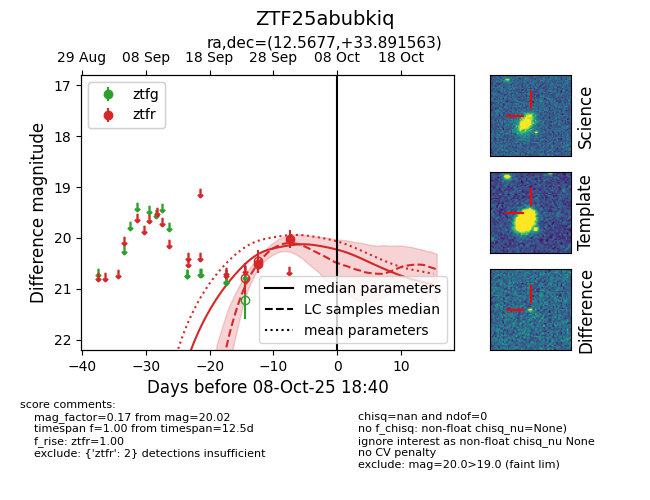 ZTF25abubkiq
ra,dec=(12.5677,+33.891563)
29 Aug 08 Sep 18 Sep 28 Sep 08 Oct 18 Oct
17
18
19
20
21
22
Difference magnitude
ztfg
ztfr
median parameters
LC samples median
mean parameters
−40 −30 −20 −10 0 10
Days before 08-Oct-25 18:40
Science
Template
Difference
score comments:
mag_factor=0.17 from mag=20.02
timespan f=1.00 from timespan=12.5d
f_rise: ztfr=1.00
exclude: {'ztfr': 2} detections insufficient
chisq=nan and ndof=0
no f_chisq: non-float chisq_nu=None)
ignore interest as non-float chisq_nu None
no CV penalty
exclude: mag=20.0>19.0 (faint lim)